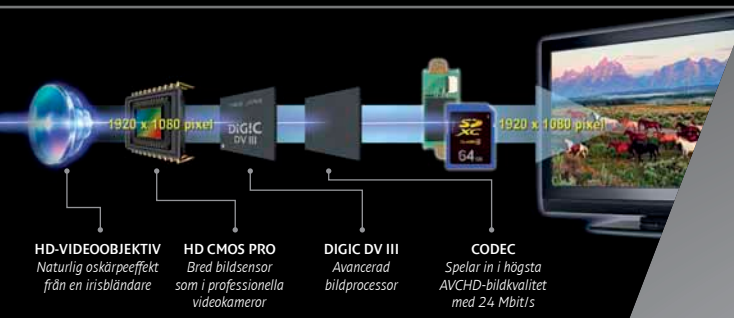 1920 x 1080 pixel
DiG!C
DV III
SD
XC
64 GB
1920 x 1080 pixel
HD-VIDEOOBJEKTIV
Naturlig oskärpeeffekt
från en irisbländare
HD CMOS PRO
Bred bildsensor
som i professionella
videokameror
DIGIC DV III
Avancerad
bildprocessor
CODEC
Spelar in i högsta
AVCHD-bildkvalitet
med 24 Mbit/s